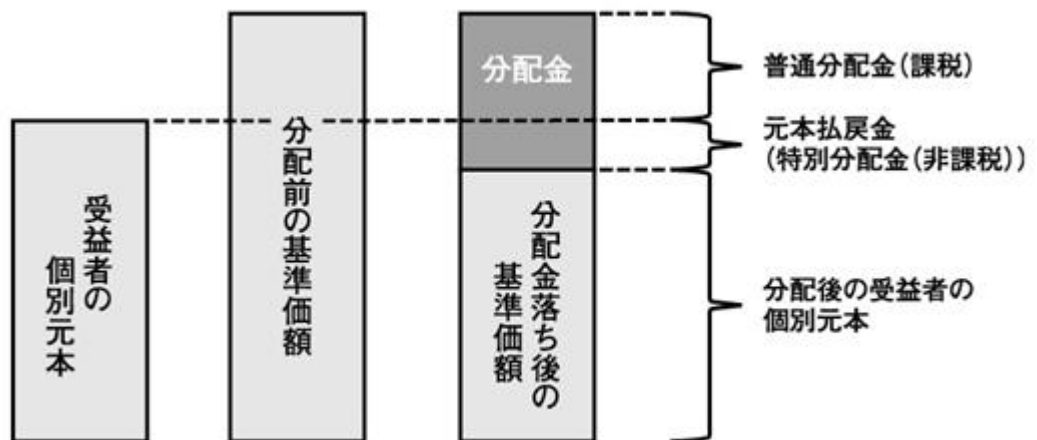 受益者の
個別元本
分配前の基準価額
分配金
分配金落ち後の
基準価額
普通分配金(課税)
元本払戻金
(特別分配金(非課税))
分配後の受益者の
個別元本